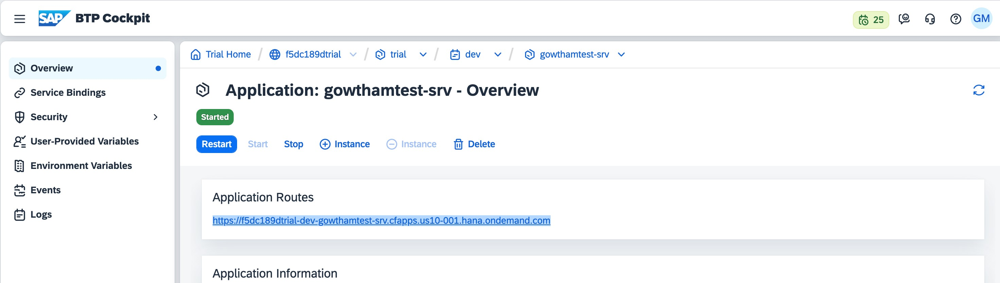 SAP BTP Cockpit
25
GM
Overview
Service Bindings
Security
User-Provided Variables
Environment Variables
Events
Logs
Trial Home / f5dc189dtrial / trial / dev / gowthamtest-srv
Application: gowthamtest-srv - Overview
Started
Restart Start Stop Instance Instance Delete
Application Routes
https://f5dc189dtrial-dev-gowthamtest-srv.cfapps.us10-001.hana.ondemand.com
Application Information